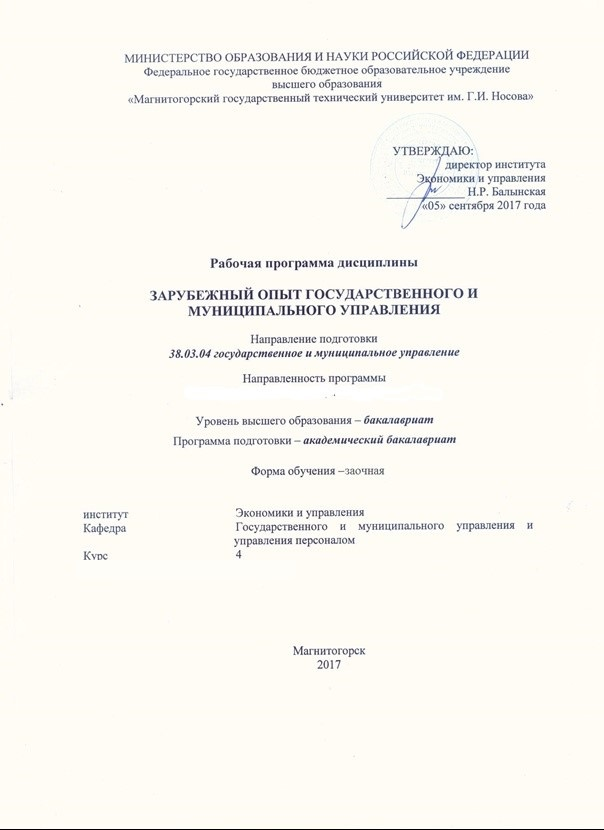 МИНИСТЕРСТВО ОБРАЗОВАНИЯ И НАУКИ РОССИЙСКОЙ ФЕДЕРАЦИИ
Федеральное государственное бюджетное образовательное учреждение
высшего образования
«Магнитогорский государственный технический университет им. Г.И. Носова»
УТВЕРЖДАЮ:
директор института
Экономики и управления
_____________ Н.Р. Балынская
«05» сентября 2017 года
Рабочая программа дисциплины
ЗАРУБЕЖНЫЙ ОПЫТ ГОСУДАРСТВЕННОГО И
МУНИЦИПАЛЬНОГО УПРАВЛЕНИЯ
Направление подготовки
38.03.04 государственное и муниципальное управление
Направленность программы
Уровень высшего образования – бакалавриат
Программа подготовки – академический бакалавриат
Форма обучения –заочная
институт Экономики и управления
Кафедра Государственного и муниципального управления и
управления персоналом
Курс 4
Магнитогорск
2017